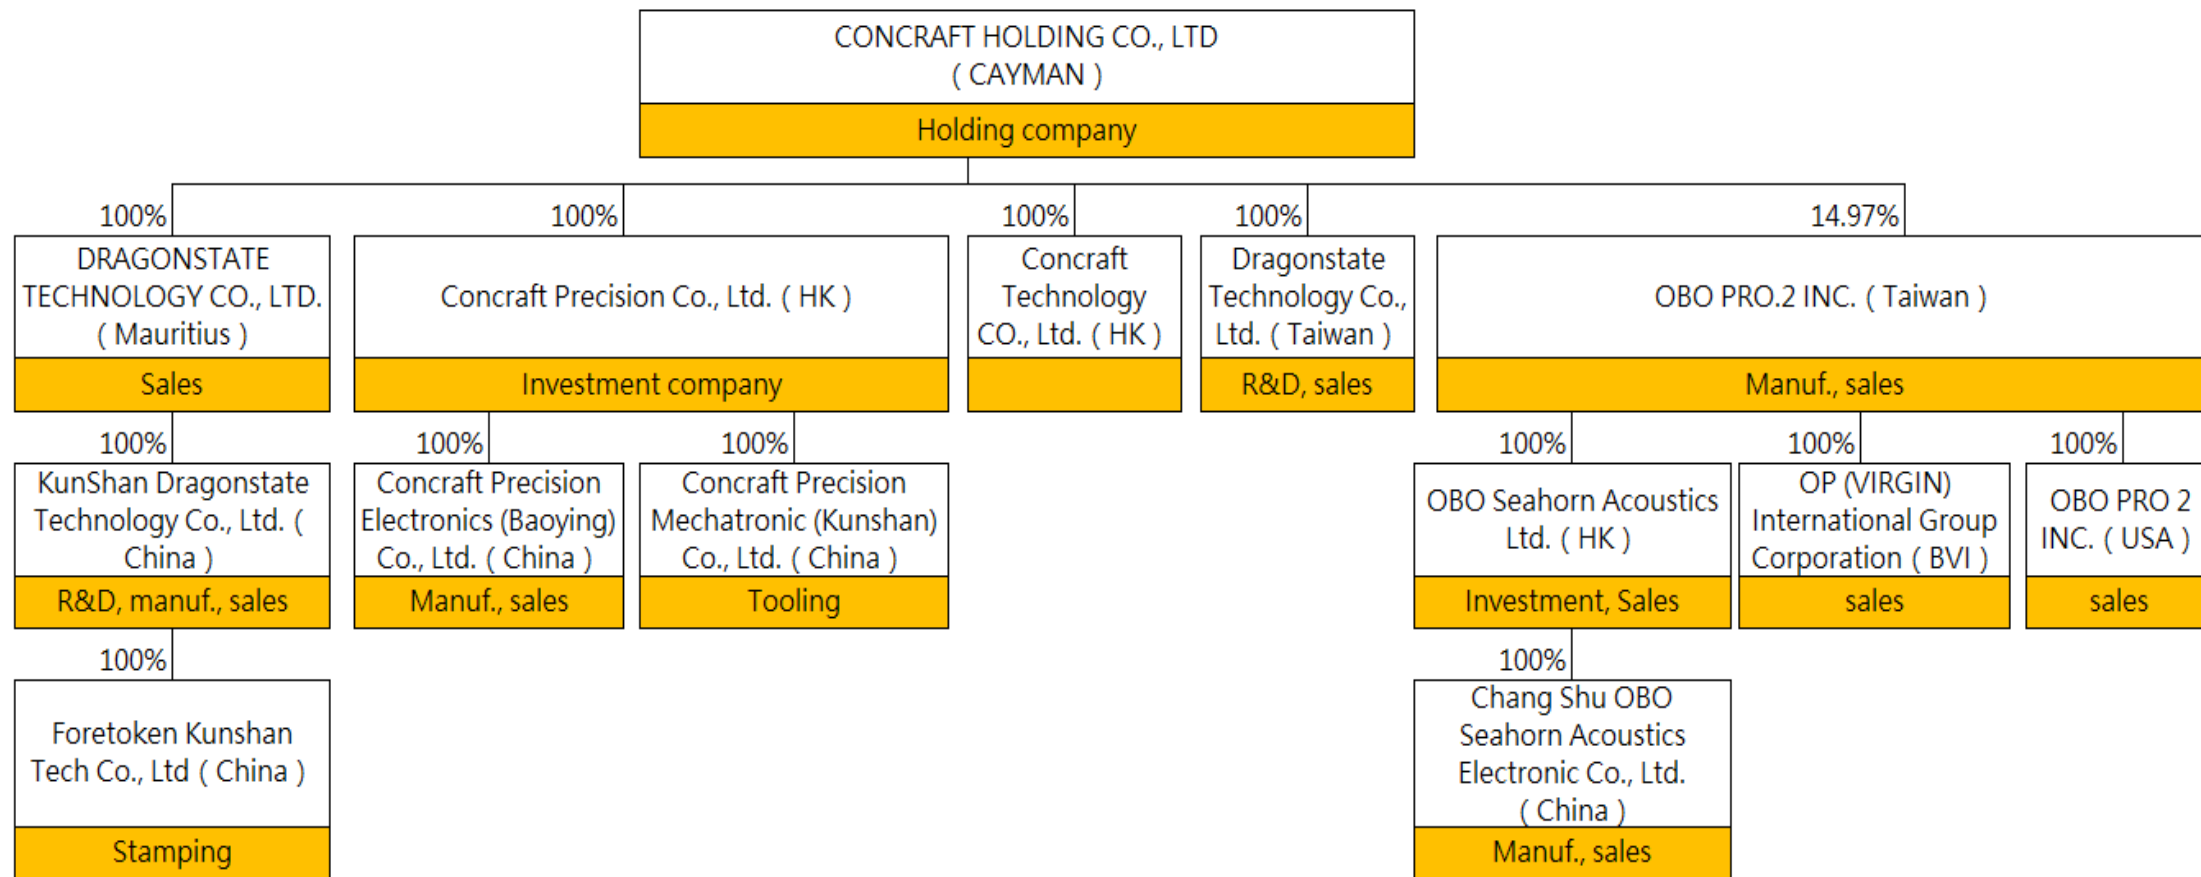 CONCRAFT HOLDING CO., LTD
( CAYMAN )
Holding company
100%
100%
100%
100%
14.97%
DRAGONSTATE
TECHNOLOGY CO., LTD.
( Mauritius )
Sales
Concraft Precision Co., Ltd. ( HK )
Investment company
Concraft
Technology
CO., Ltd. ( HK )
Dragonstate
Technology Co.,
Ltd. ( Taiwan )
R&D, sales
OBO PRO.2 INC. ( Taiwan )
Manuf., sales
100%
100%
100%
100%
100%
100%
KunShan Dragonstate
Technology Co., Ltd. (
China )
R&D, manuf., sales
Concraft Precision
Electronics (Baoying)
Co., Ltd. ( China )
Manuf., sales
Concraft Precision
Mechatronic (Kunshan)
Co., Ltd. ( China )
Tooling
OBO Seahorn Acoustics
Ltd. ( HK )
Investment, Sales
OP (VIRGIN)
International Group
Corporation ( BVI )
sales
OBO PRO 2
INC. ( USA )
sales
100%
100%
Foretoken Kunshan
Tech Co., Ltd ( China )
Stamping
Chang Shu OBO
Seahorn Acoustics
Electronic Co., Ltd.
( China )
Manuf., sales